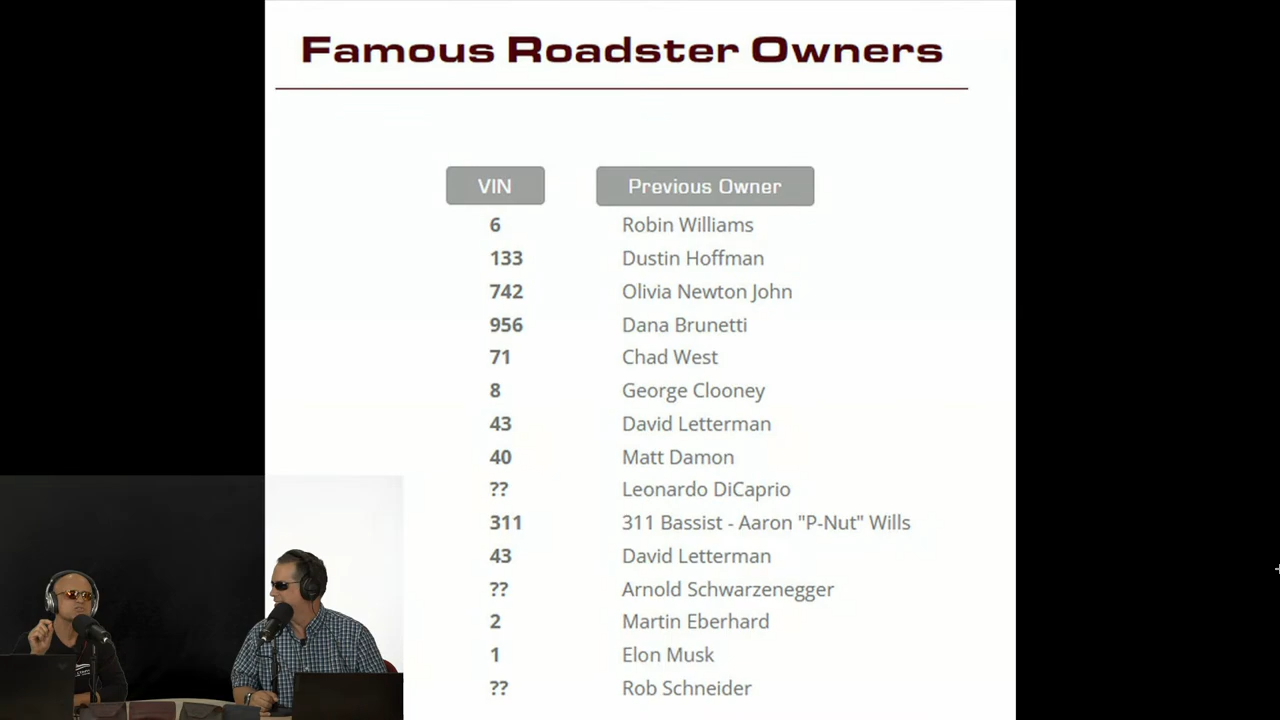 Famous Roadster Owners
VIN Previous Owner
6 Robin Williams
133 Dustin Hoffman
742 Olivia Newton John
956 Dana Brunetti
71 Chad West
8 George Clooney
43 David Letterman
40 Matt Damon
?? Leonardo DiCaprio
311 311 Bassist - Aaron "P-Nut" Wills
43 David Letterman
?? Arnold Schwarzenegger
2 Martin Eberhard
1 Elon Musk
?? Rob Schneider